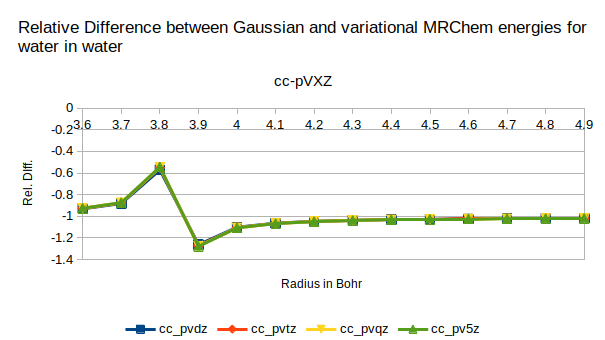 Relative Difference between Gaussian and variational MRChem energies for
water in water
cc-pVXZ
0
3.6 3.7 3.8 3.9 4 4.1 4.2 4.3 4.4 4.5 4.6 4.7 4.8 4.9
-0.2
-0.4
-0.6
-0.8
-1
-1.2
-1.4
Rel. Diff.
Radius in Bohr
cc_pvdz cc_pvtz cc_pvqz cc_pv5z